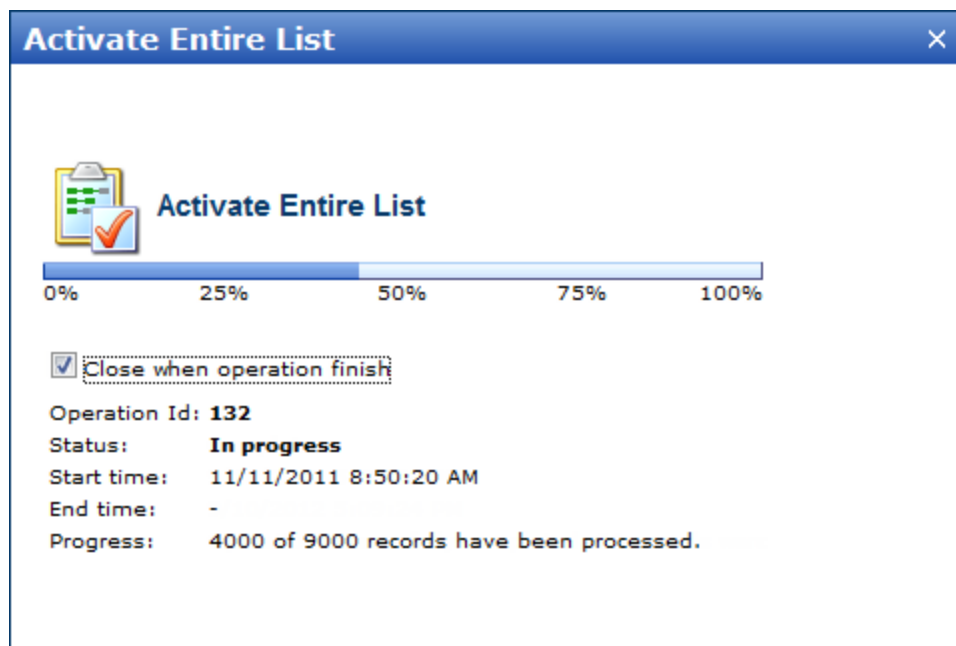 Activate Entire List
Activate Entire List
0% 25% 50% 75% 100%
Close when operation finish
Operation Id: 132
Status: In progress
Start time: 11/11/2011 8:50:20 AM
End time: -
Progress: 4000 of 9000 records have been processed.